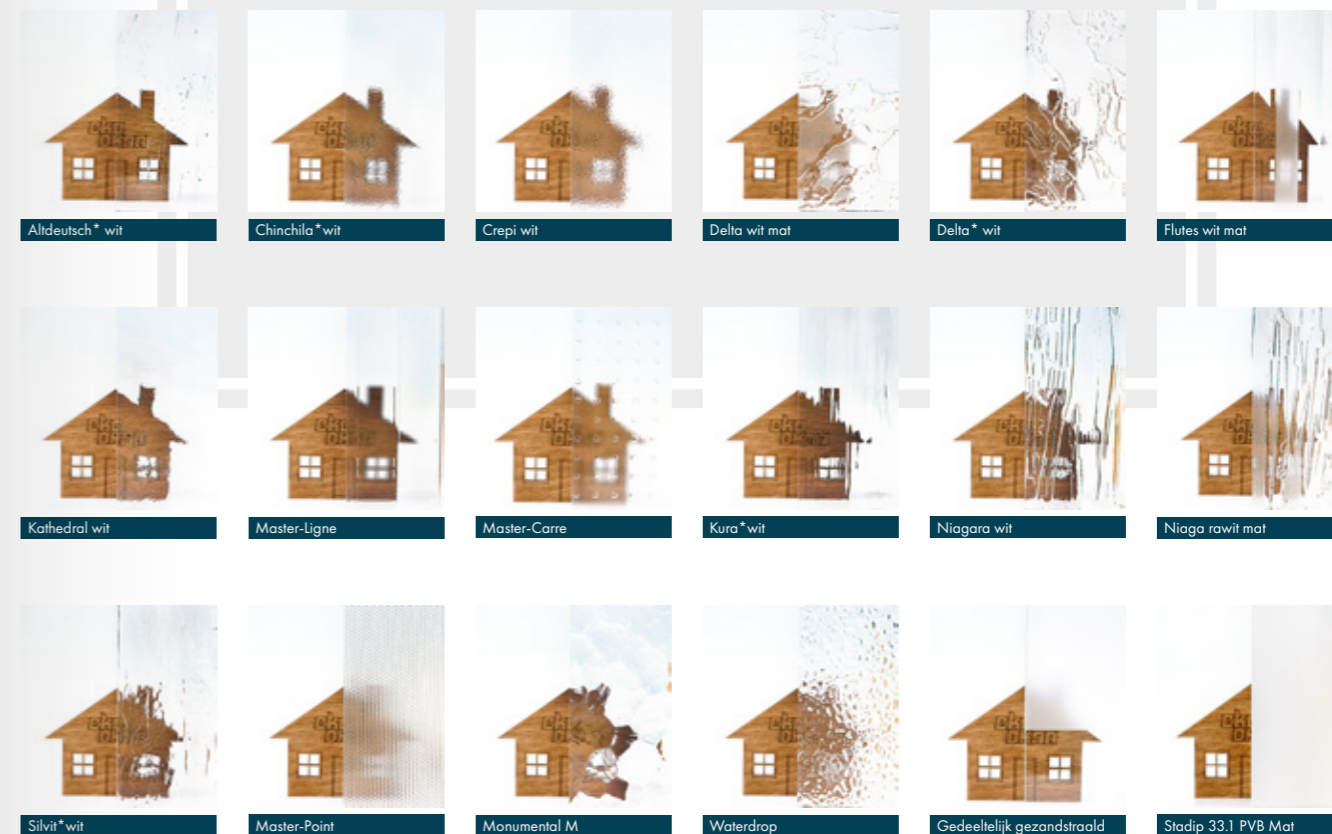 Altdeutsch* wit
Chinchila*wit
Crepi wit
Delta wit mat
Delta* wit
Flutes wit mat
Kathedral wit
Master-Ligne
Master-Carre
Kura*wit
Niagara wit
Niaga rawit mat
Silvit*wit
Master-Point
Monumental M
Waterdrop
Gedeeltelijk gezandstraald
Stadip 33.1 PVB Mat